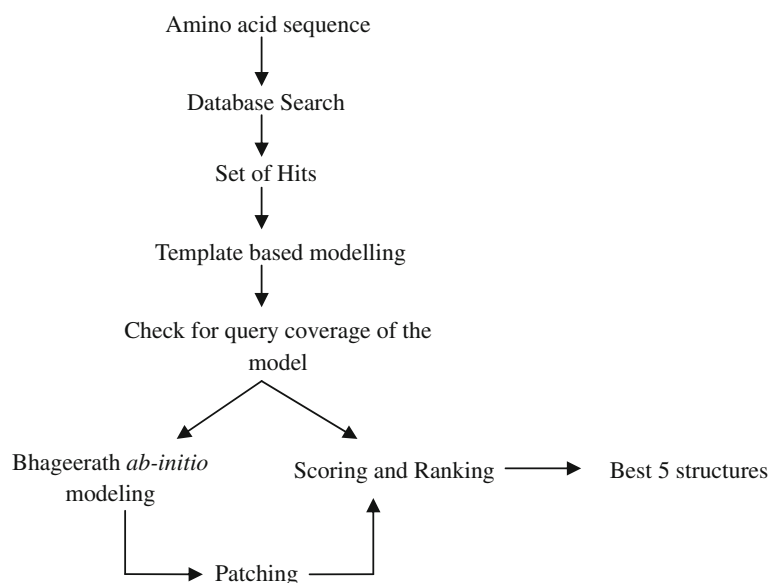 Amino acid sequence
Database Search
Set of Hits
Template based modelling
Check for query coverage of the
model
Bhageerath ab-initio
modeling
Scoring and Ranking
Best 5 structures
Patching